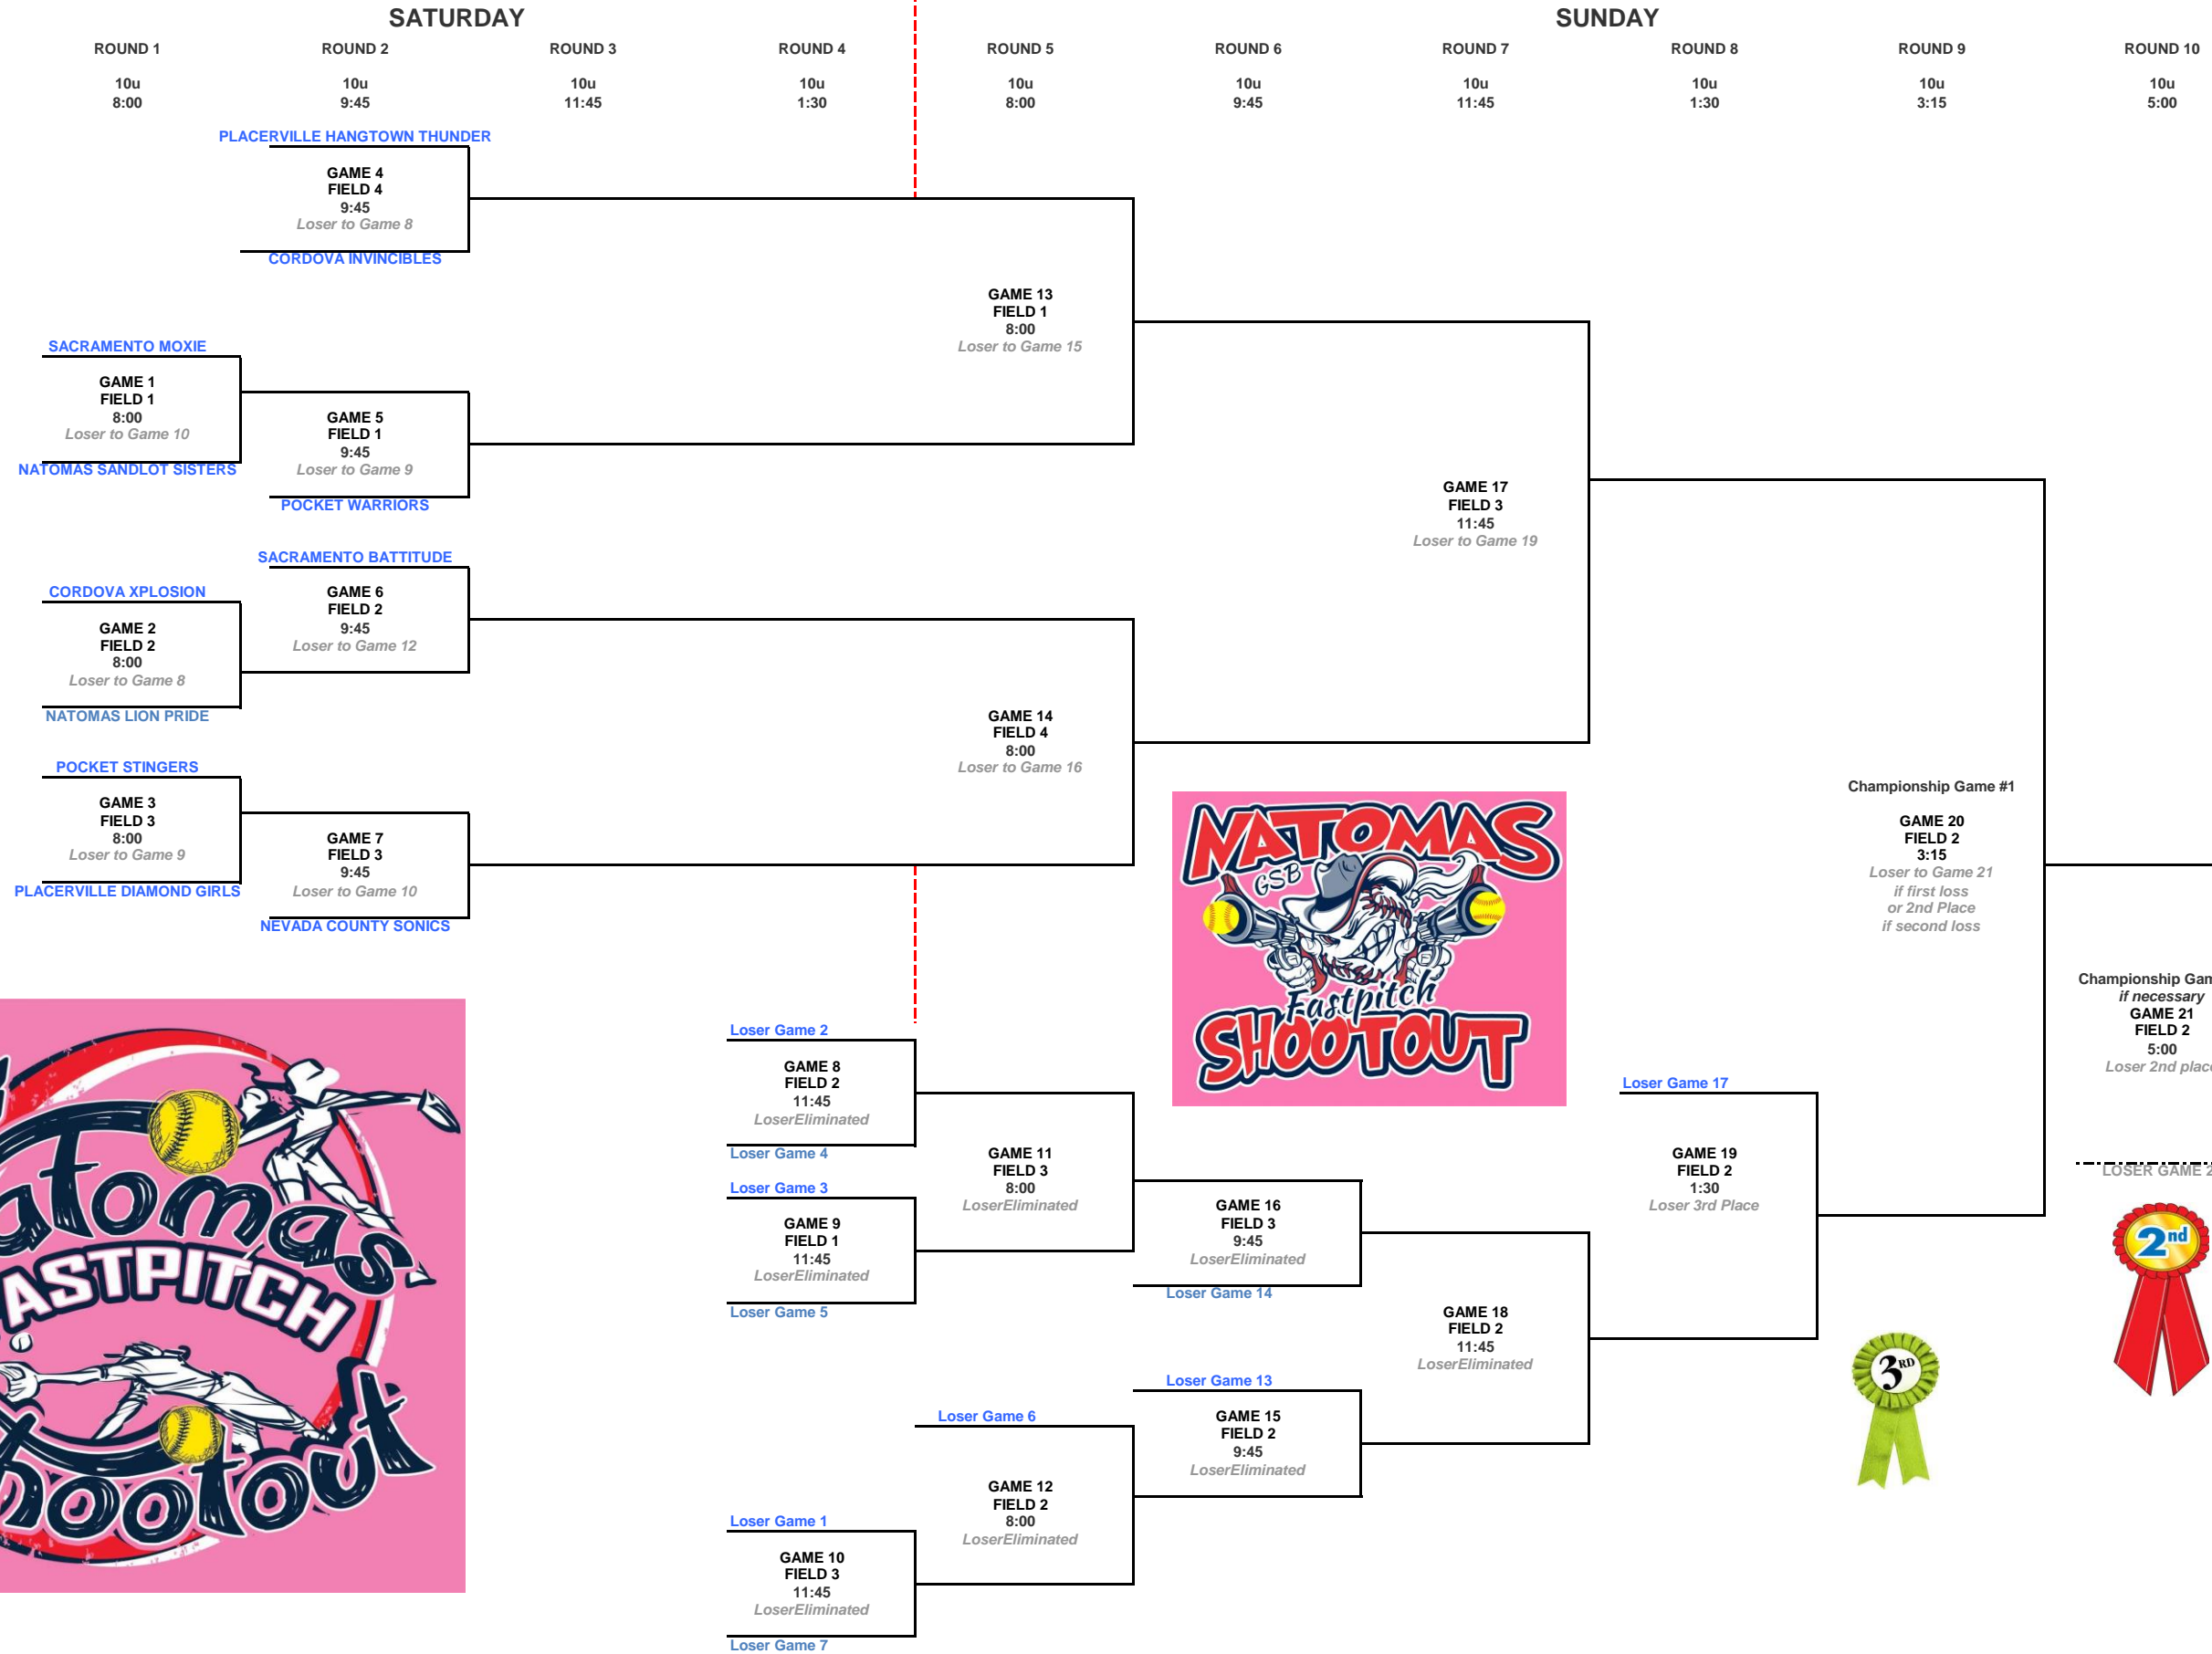 SATURDAY
SUNDAY
ROUND 1
ROUND 2
ROUND 3
ROUND 4
ROUND 5
ROUND 6
ROUND 7
ROUND 8
ROUND 9
ROUND 10
10u
10u
10u
10u
10u
10u
10u
10u
10u
10u
8:00
9:45
11:45
1:30
8:00
9:45
11:45
1:30
3:15
5:00
PLACERVILLE HANGTOWN THUNDER
GAME 4
FIELD 4
9:45
Loser to Game 8
CORDOVA INVINCIBLES
SACRAMENTO MOXIE
GAME 1
FIELD 1
8:00
Loser to Game 10
NATOMAS SANDLOT SISTERS
GAME 5
FIELD 1
9:45
Loser to Game 9
POCKET WARRIORS
SACRAMENTO BATTITUDE
GAME 6
FIELD 2
9:45
Loser to Game 12
CORDOVA XPLOSION
GAME 2
FIELD 2
8:00
Loser to Game 8
NATOMAS LION PRIDE
POCKET STINGERS
GAME 3
FIELD 3
8:00
Loser to Game 9
PLACERVILLE DIAMOND GIRLS
GAME 7
FIELD 3
9:45
Loser to Game 10
NEVADA COUNTY SONICS
GAME 13
FIELD 1
8:00
Loser to Game 15
GAME 14
FIELD 4
8:00
Loser to Game 16
GAME 17
FIELD 3
11:45
Loser to Game 19
Championship Game #1
GAME 20
FIELD 2
3:15
Loser to Game 21
if first loss
or 2nd Place
if second loss
Championship Gam
if necessary
GAME 21
FIELD 2
5:00
Loser 2nd place
LOSER GAME 2
2nd
NATOMAS
GSB
Fastpitch
SHOOTOUT
atomas
ASTPITCH
hootout
Loser Game 2
GAME 8
FIELD 2
11:45
LoserEliminated
Loser Game 4
Loser Game 3
GAME 9
FIELD 1
11:45
LoserEliminated
Loser Game 5
GAME 11
FIELD 3
8:00
LoserEliminated
GAME 16
FIELD 3
9:45
LoserEliminated
Loser Game 14
Loser Game 13
GAME 15
FIELD 2
9:45
LoserEliminated
Loser Game 6
GAME 12
FIELD 2
8:00
LoserEliminated
Loser Game 1
GAME 10
FIELD 3
11:45
LoserEliminated
Loser Game 7
GAME 18
FIELD 2
11:45
LoserEliminated
Loser Game 17
GAME 19
FIELD 2
1:30
Loser 3rd Place
3RD